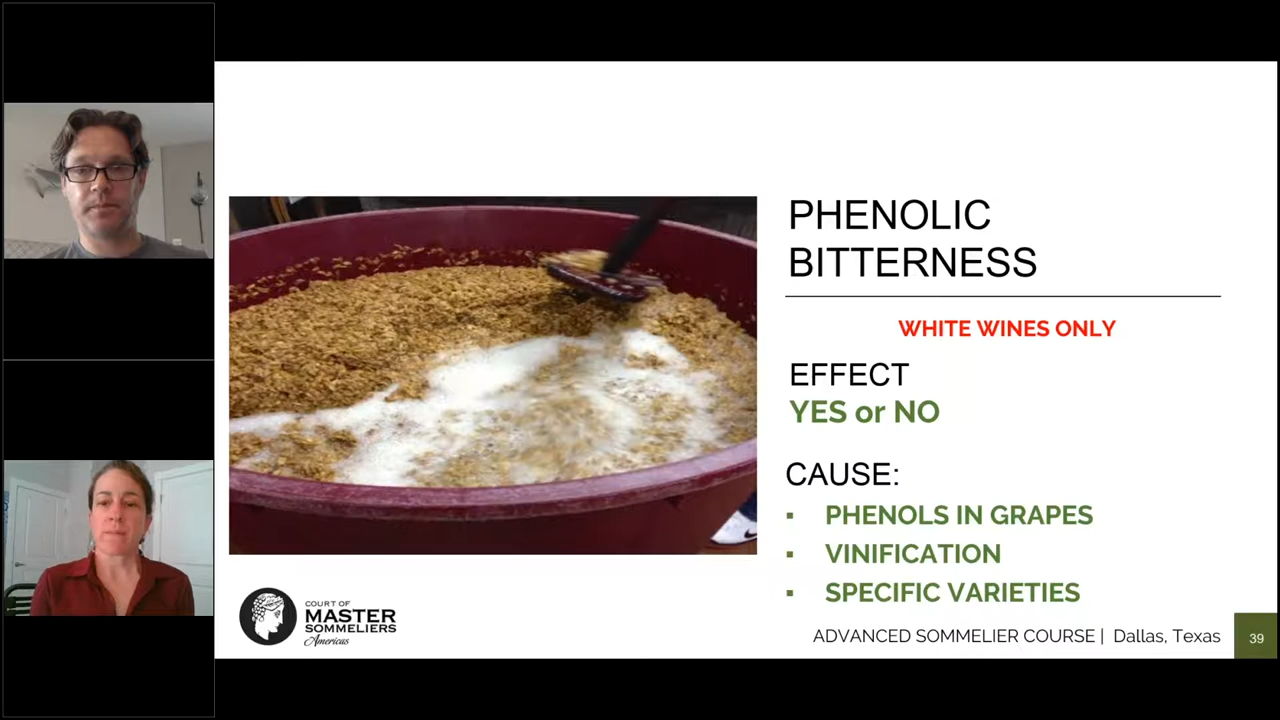 PHENOLIC
BITTERNESS
WHITE WINES ONLY
EFFECT
YES or NO
CAUSE:
▪ PHENOLS IN GRAPES
▪ VINIFICATION
▪ SPECIFIC VARIETIES
COURT OF
MASTER
SOMMELIERS
Americas
ADVANCED SOMMELIER COURSE | Dallas, Texas
39